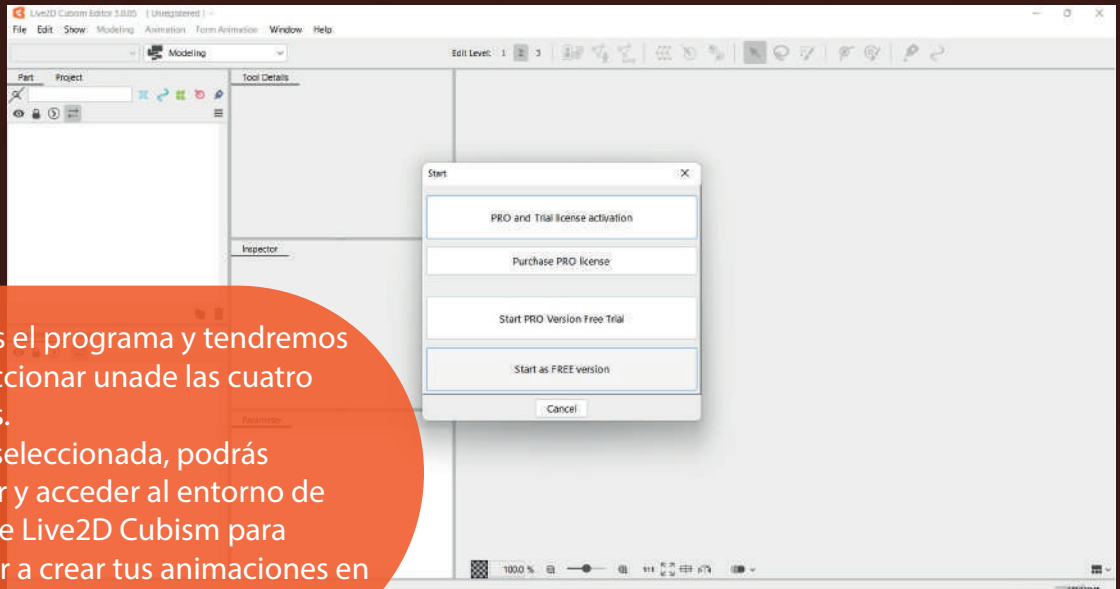 Live2D Cubism Editor 5.0.05 [ Unregistered ] -
File Edit Show Modeling Animation Form Animation Window Help
Modeling
Edit Level: 1 2 3
Part Project
Tool Details
Start
PRO and Trial license activation
Purchase PRO license
Start PRO Version Free Trial
Start as FREE version
Cancel
Inspector
Parameter
s el programa y tendremos
ccionar unade las cuatro
s.
seleccionada, podrás
r y acceder al entorno de
e Live2D Cubism para
r a crear tus animaciones en
100.0 %
1:1